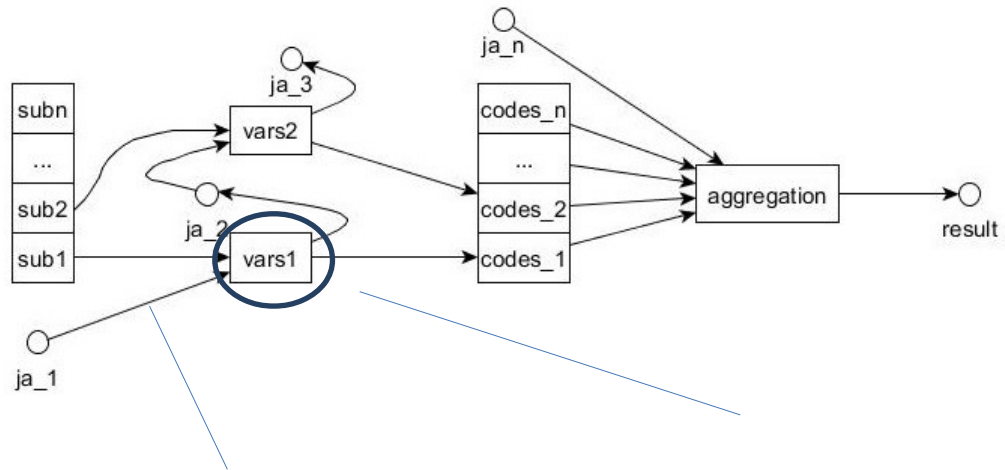 ja_n
ja_3
subn
...
sub2
sub1
vars2
ja_2
vars1
codes_n
...
codes_2
codes_1
aggregation
result
ja_1